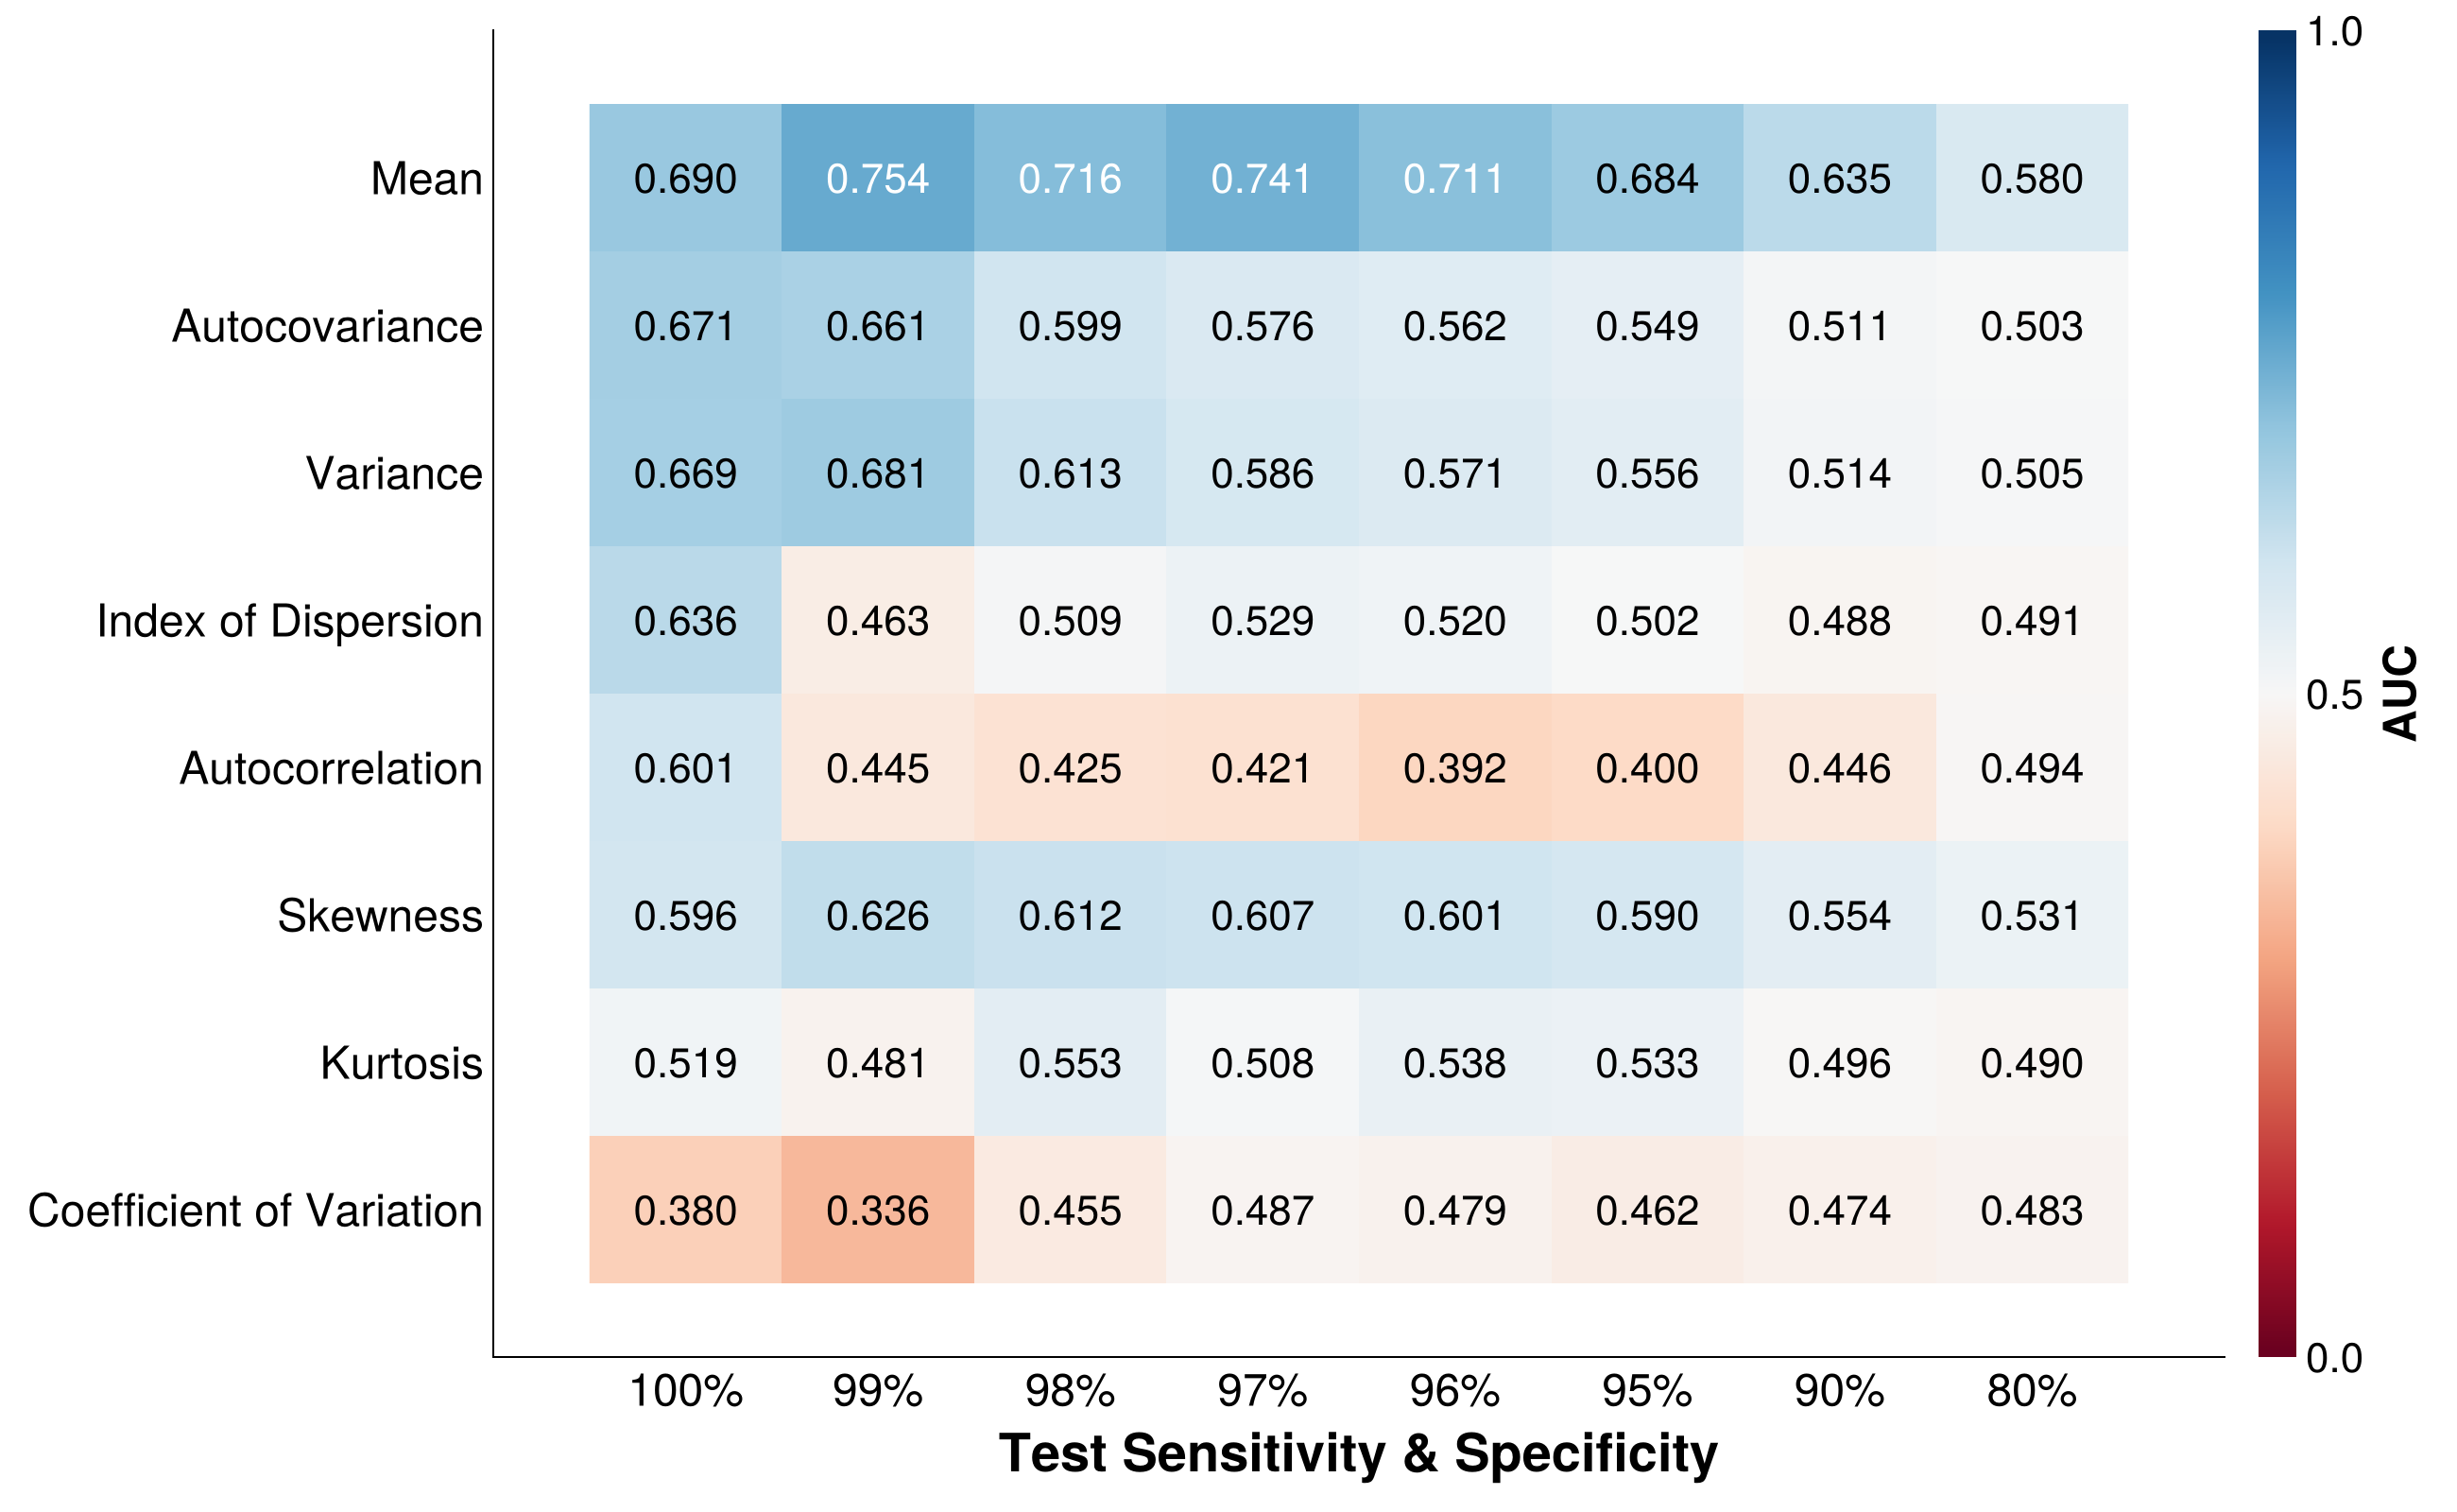 1.0
Mean 0.690 0.754 0.716 0.741 0.711 0.684 0.635 0.580
Autocovariance 0.671 0.661 0.599 0.576 0.562 0.549 0.511 0.503
Variance 0.669 0.681 0.613 0.586 0.571 0.556 0.514 0.505
Index of Dispersion 0.636 0.463 0.509 0.529 0.520 0.502 0.488 0.491
0.5
AUC
Autocorrelation 0.601 0.445 0.425 0.421 0.392 0.400 0.446 0.494
Skewness 0.596 0.626 0.612 0.607 0.601 0.590 0.554 0.531
Kurtosis 0.519 0.481 0.553 0.508 0.538 0.533 0.496 0.490
Coefficient of Variation 0.380 0.336 0.455 0.487 0.479 0.462 0.474 0.483
0.0
100% 99% 98% 97% 96% 95% 90% 80%
Test Sensitivity & Specificity